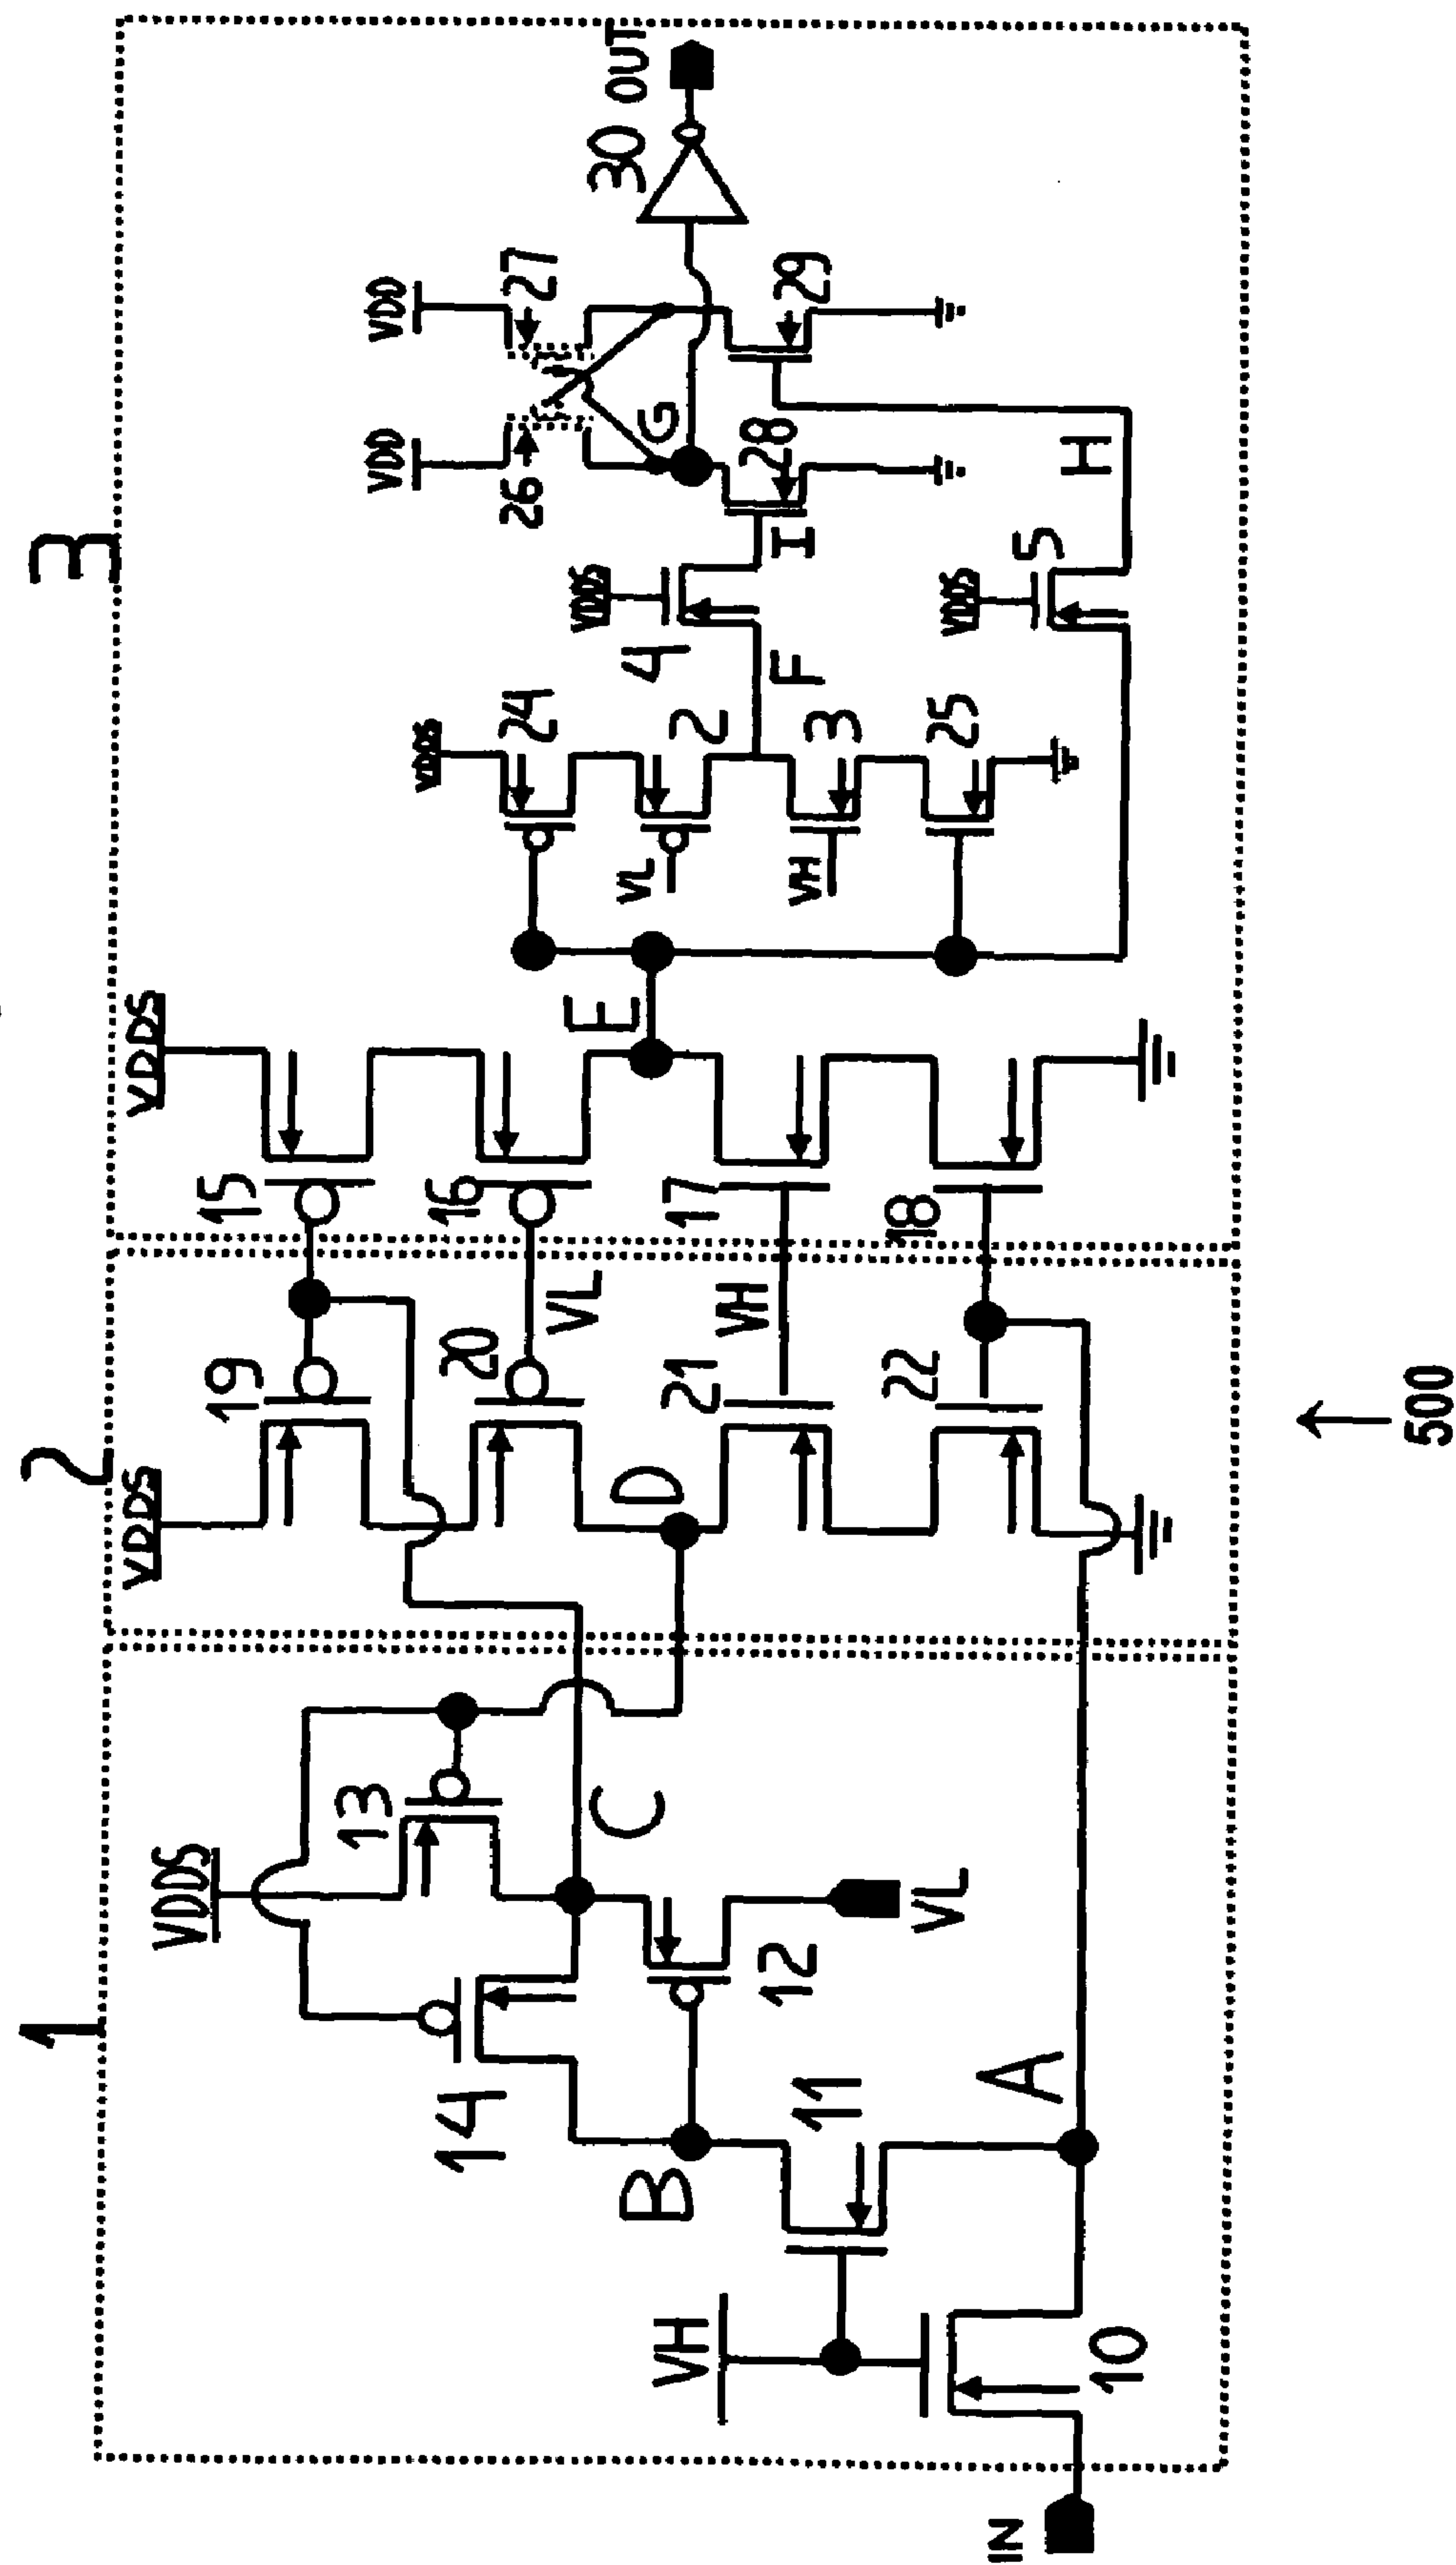 1
VDDS
13
14
C
B
12
VL
11
VH
A
10
IN
2
VDDS
19
20
VL
D
21
VH
22
3
VDDS
15
16
E
17
18
VDDS
24
VL
2
F
VH
3
25
VDDS
4
I
VDDS
5
H
VDD
26
VDD
27
G
28
29
30
OUT
500